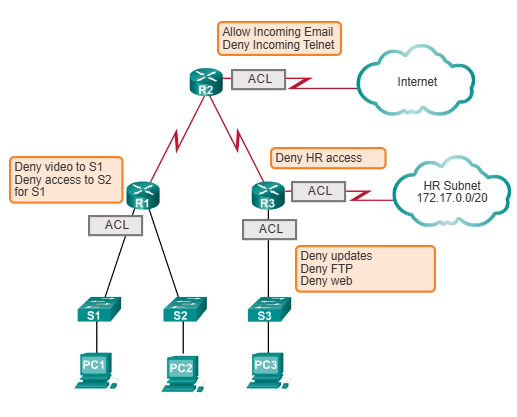 Allow Incoming Email
Deny Incoming Telnet
ACL
Internet
R2
Deny HR access
Deny video to S1
Deny access to S2
for S1
HR Subnet
172.17.0.0/20
ACL
R1
R3
ACL
ACL
Deny updates
Deny FTP
Deny web
S1
S2
S3
PC1
PC2
PC3